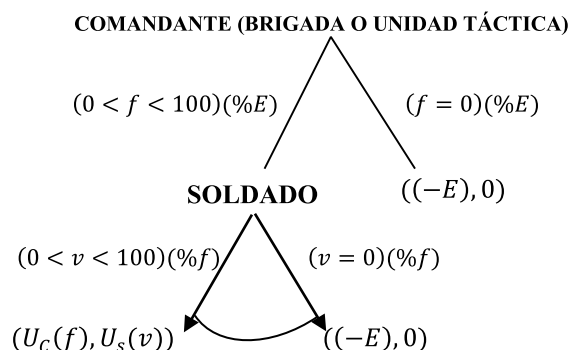 COMANDANTE (BRIGADA O UNIDAD TÁCTICA)
(0 < f < 100)(%E) (f = 0)(%E)
SOLDADO ((−E), 0)
(0 < v < 100)(%f) (v = 0)(%f)
(U_C(f), U_s(v)) ((−E), 0)